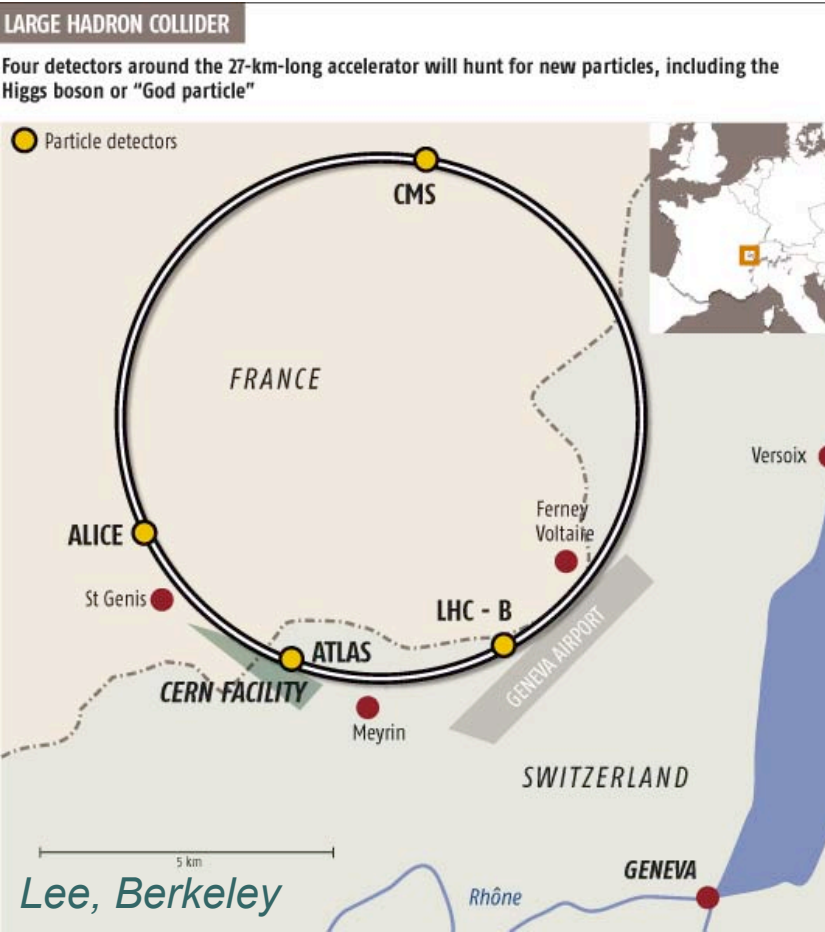 LARGE HADRON COLLIDER
Four detectors around the 27-km-long accelerator will hunt for new particles, including the
Higgs boson or “God particle”
Particle detectors
CMS
FRANCE
Versoix
Ferney
Voltaire
ALICE
St Genis
LHC - B
ATLAS
GENEVA AIRPORT
CERN FACILITY
Meyrin
SWITZERLAND
5 km
GENEVA
Lee, Berkeley
Rhône